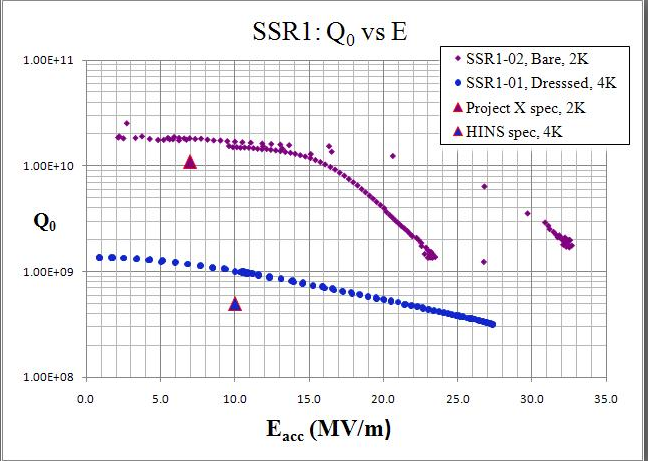 SSR1: Q0 vs E
SSR1-02, Bare, 2K
SSR1-01, Dresssed, 4K
Project X spec, 2K
HINS spec, 4K
1.00E+11
1.00E+10
1.00E+09
1.00E+08
Q0
0.0 5.0 10.0 15.0 20.0 25.0 30.0 35.0
Eacc (MV/m)